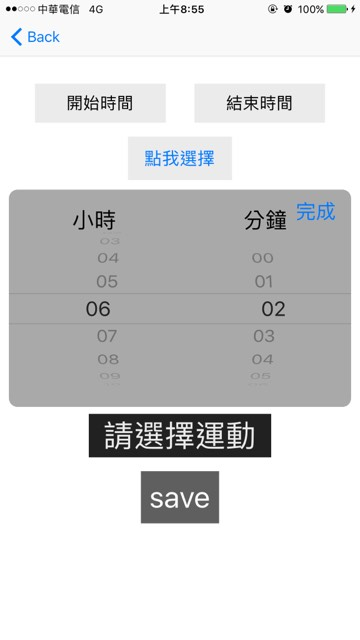 中華電信 4G 上午8:55 100%
Back
開始時間 結束時間
點我選擇
小時 分鐘 完成
03
04 00
05 01
06 02
07 03
08 04
09 05
請選擇運動
save